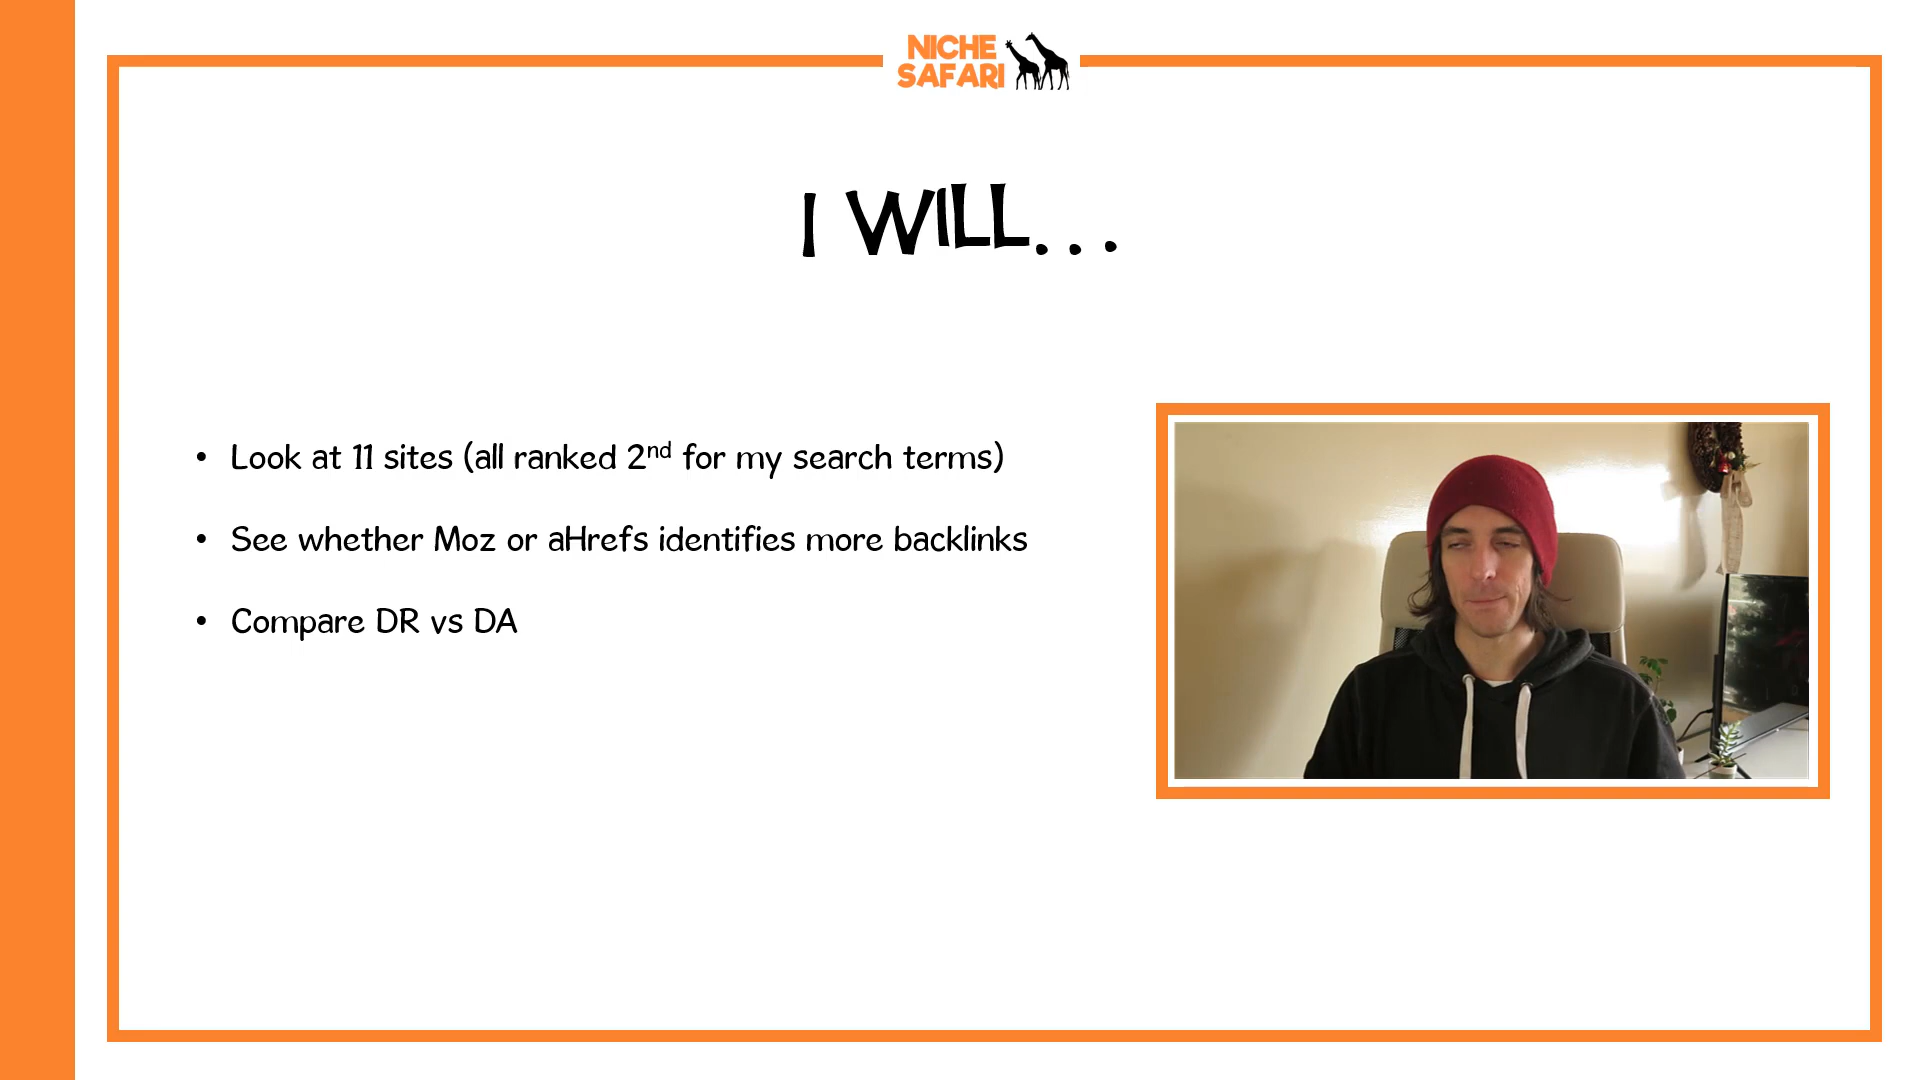 NICHE
SAFARI
I WILL...
• Look at 11 sites (all ranked 2nd for my search terms)
• See whether Moz or aHrefs identifies more backlinks
• Compare DR vs DA